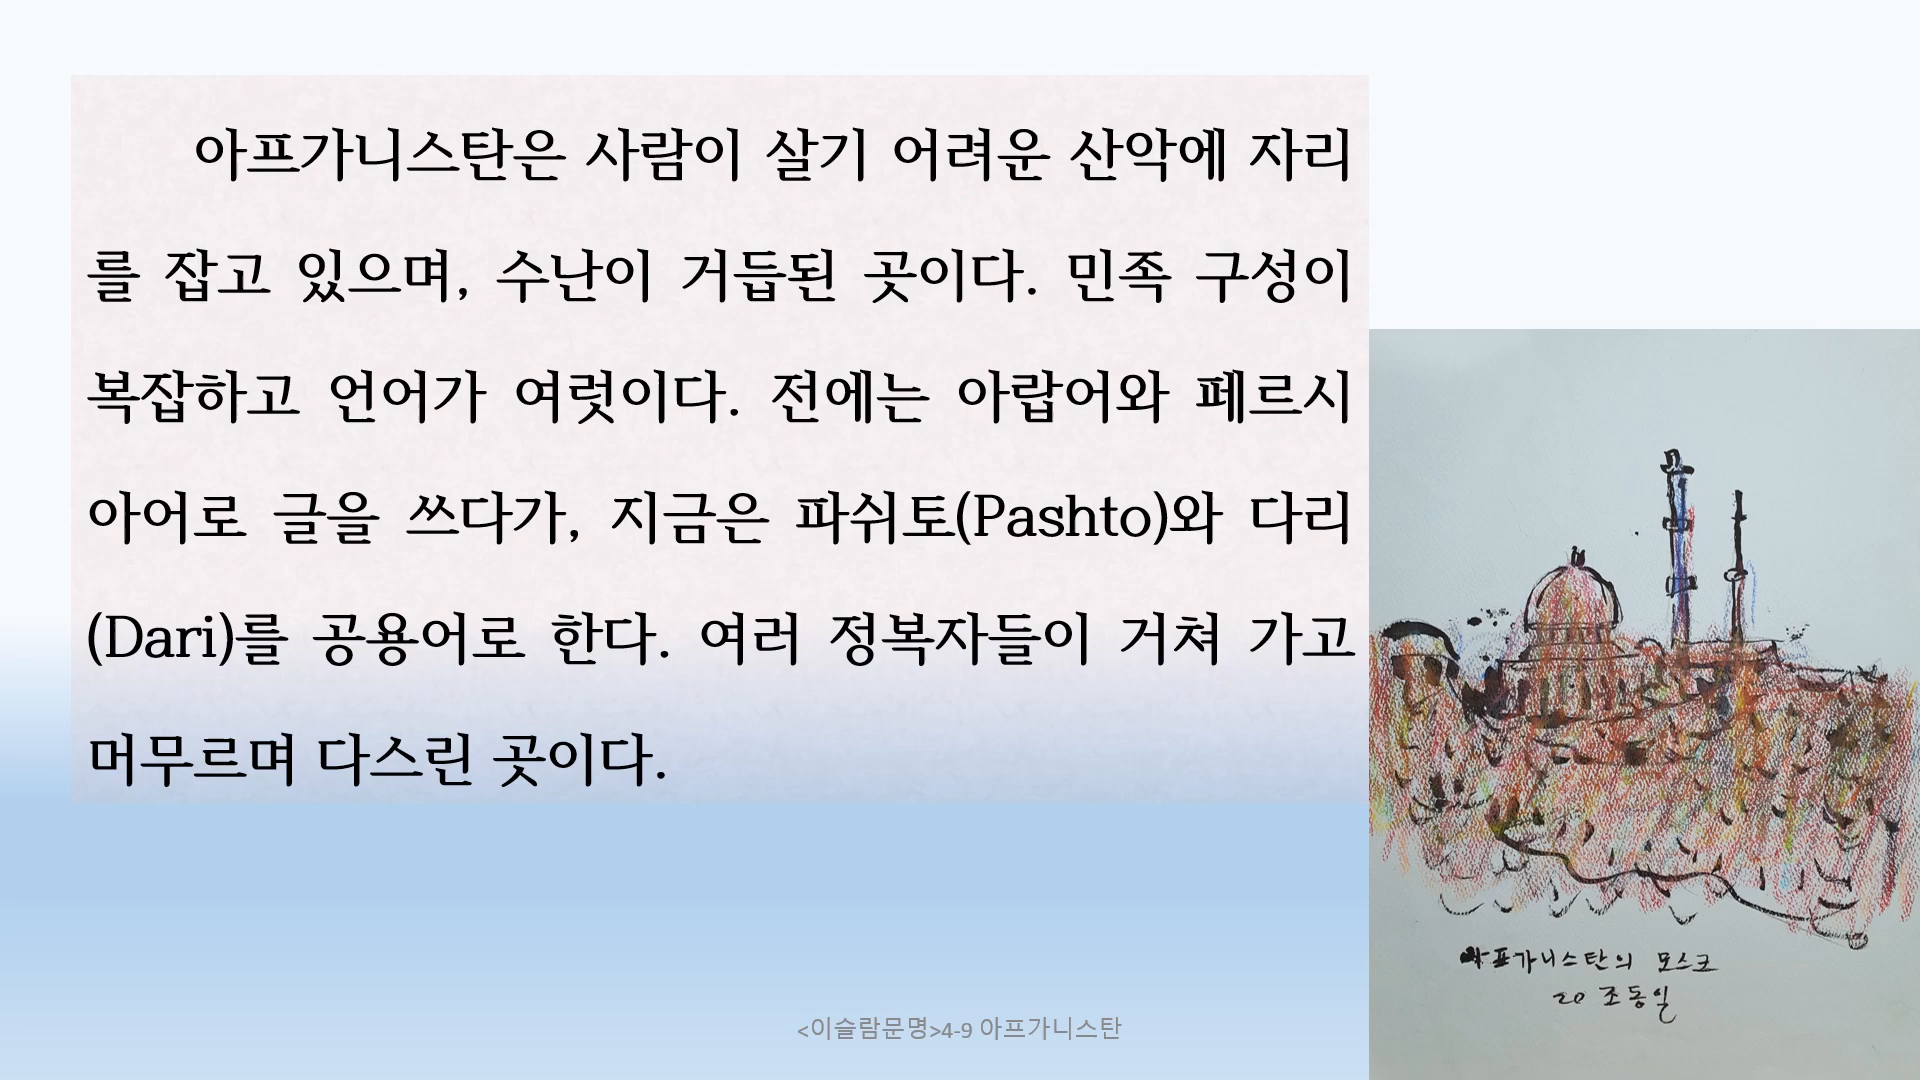 아프가니스탄은 사람이 살기 어려운 산악에 자리
를 잡고 있으며, 수난이 거듭된 곳이다. 민족 구성이
복잡하고 언어가 여럿이다. 전에는 아랍어와 페르시
아어로 글을 쓰다가, 지금은 파쉬토(Pashto)와 다리
(Dari)를 공용어로 한다. 여러 정복자들이 거쳐 가고
머무르며 다스린 곳이다.
아프가니스탄의 모스크
20 조동일
<이슬람문명>4-9 아프가니스탄